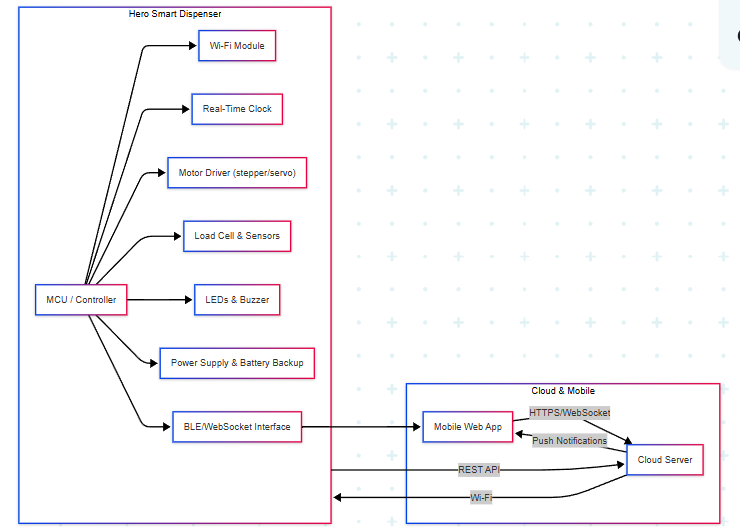 Hero Smart Dispenser
Wi-Fi Module
Real-Time Clock
Motor Driver (stepper/servo)
Load Cell & Sensors
MCU / Controller
LEDs & Buzzer
Power Supply & Battery Backup
BLE/WebSocket Interface
Cloud & Mobile
Mobile Web App
HTTPS/WebSocket
Push Notifications
Cloud Server
REST API
Wi-Fi